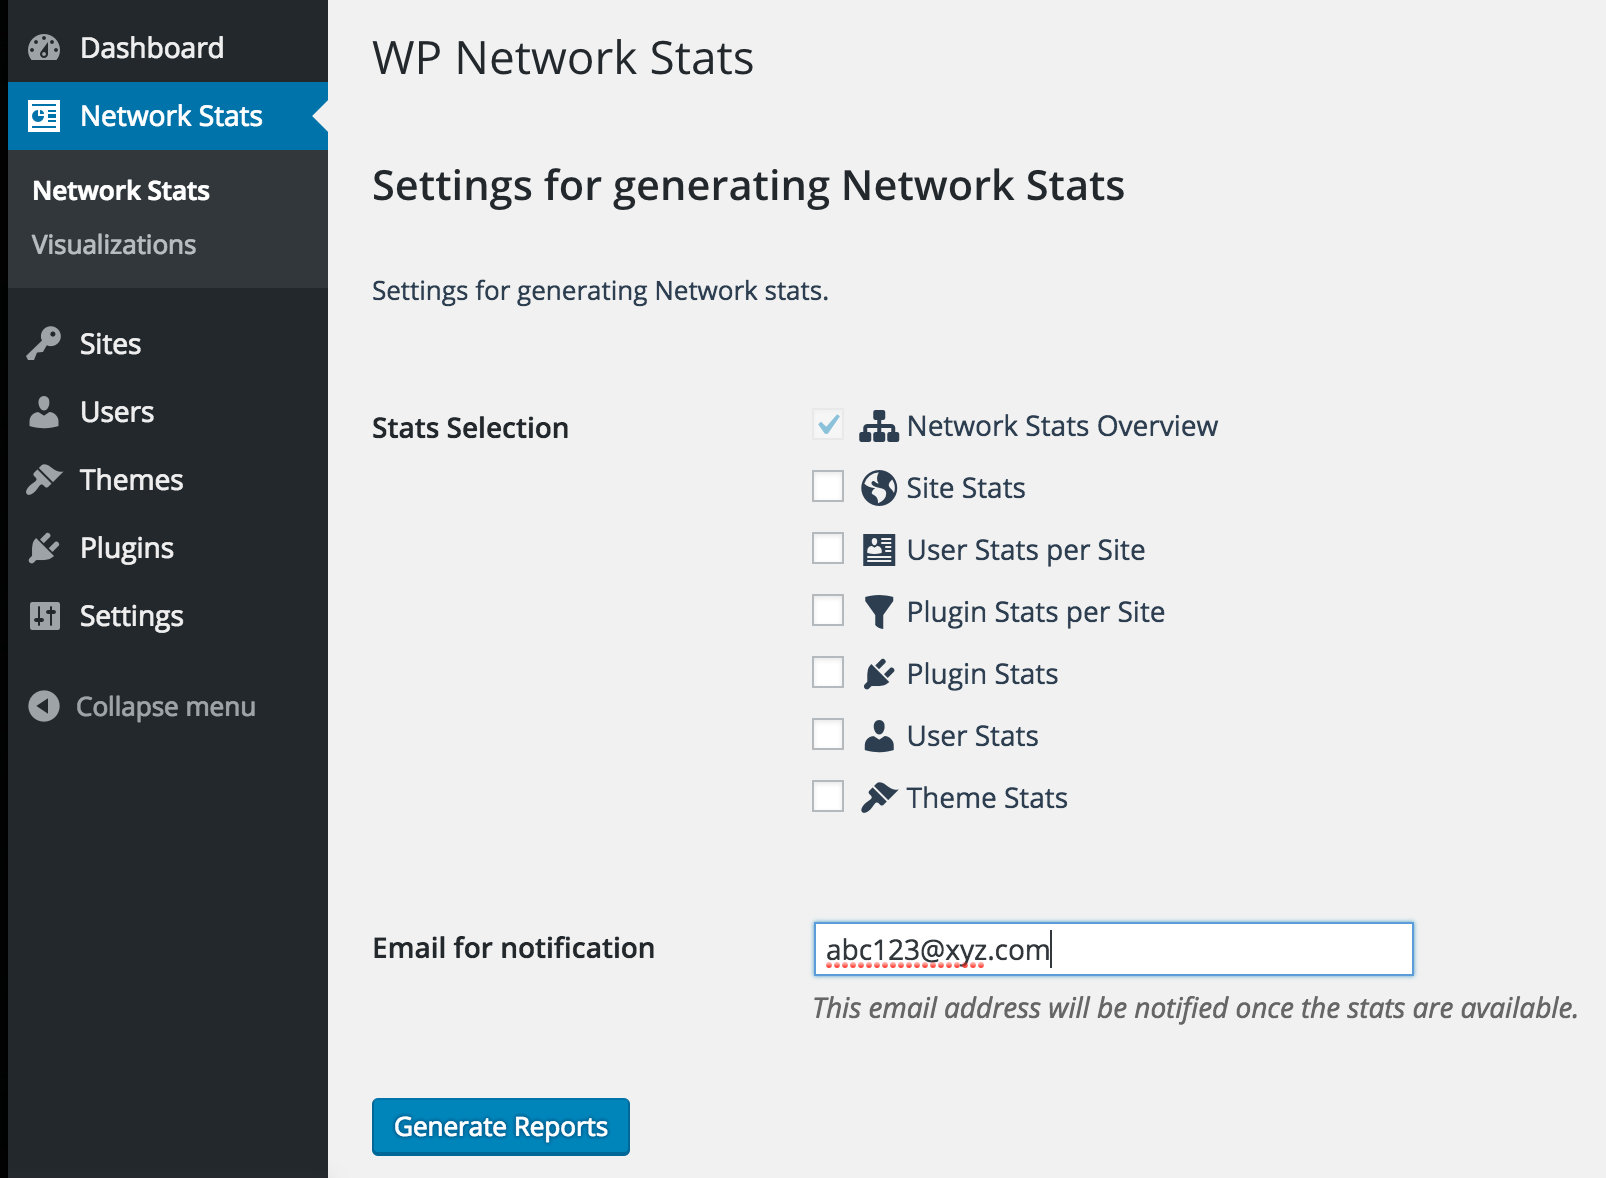 Dashboard
Network Stats
Network Stats
Visualizations
Sites
Users
Themes
Plugins
Settings
Collapse menu
WP Network Stats
Settings for generating Network Stats
Settings for generating Network stats.
Stats Selection
Network Stats Overview
Site Stats
User Stats per Site
Plugin Stats per Site
Plugin Stats
User Stats
Theme Stats
Email for notification
abc123@xyz.com
This email address will be notified once the stats are available.
Generate Reports